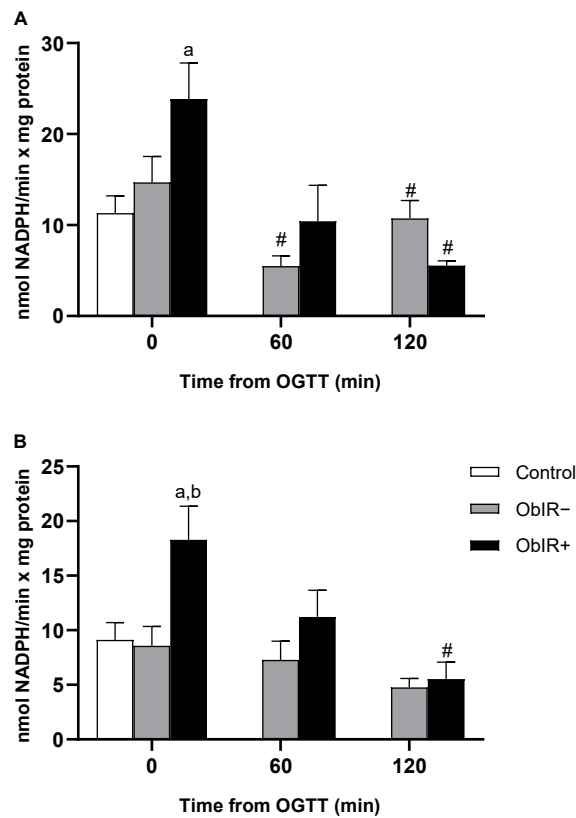 A
nmol NADPH/min x mg protein
30
20
10
0
a
#
#
#
0 60 120
Time from OGTT (min)
B
nmol NADPH/min x mg protein
25
20
15
10
5
0
a,b
#
0 60 120
Time from OGTT (min)
Control
ObIR−
ObIR+